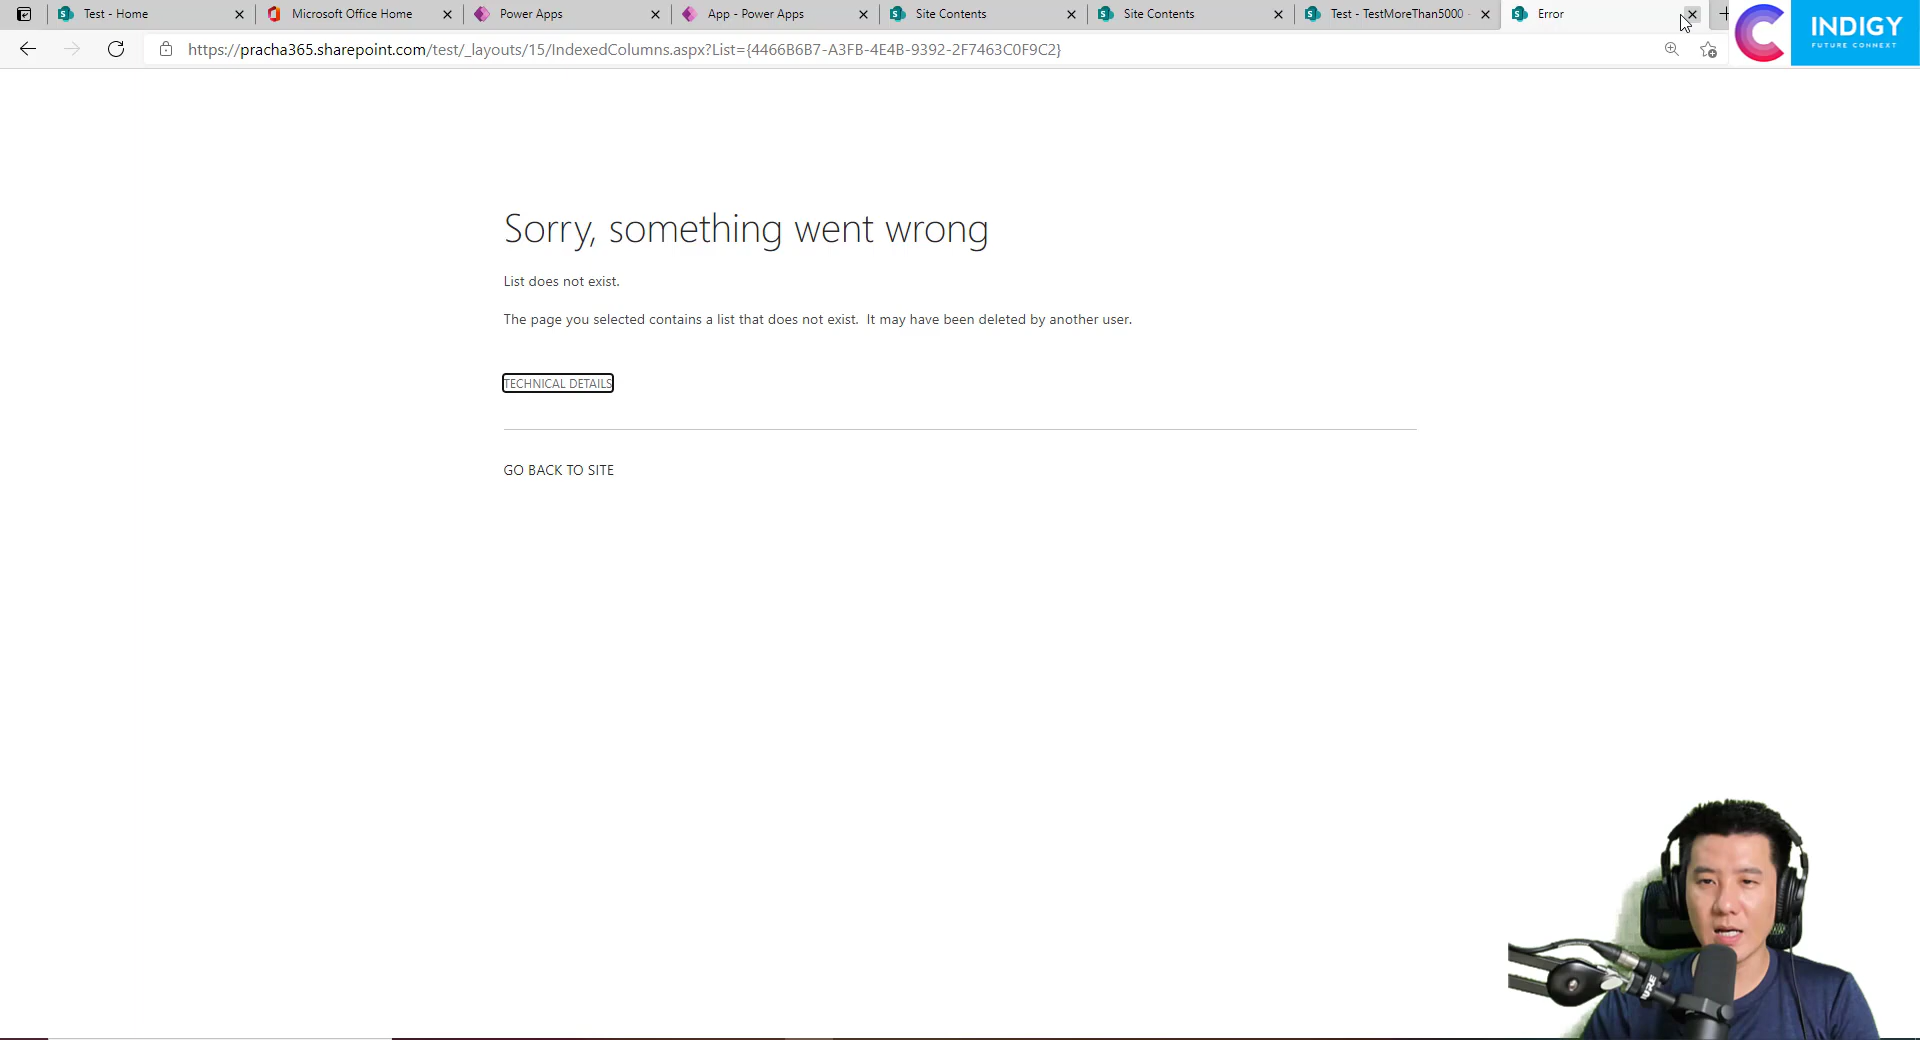 Test - Home
Microsoft Office Home
Power Apps
App - Power Apps
Site Contents
Site Contents
Test - TestMoreThan5000 -
Error
INDIGY
FUTURE CONNEXT.
https://pracha365.sharepoint.com/test/_layouts/15/IndexedColumns.aspx?List={4466B6B7-A3FB-4E4B-9392-2F7463C0F9C2}
Sorry, something went wrong
List does not exist.
The page you selected contains a list that does not exist.  It may have been deleted by another user.
TECHNICAL DETAILS
GO BACK TO SITE